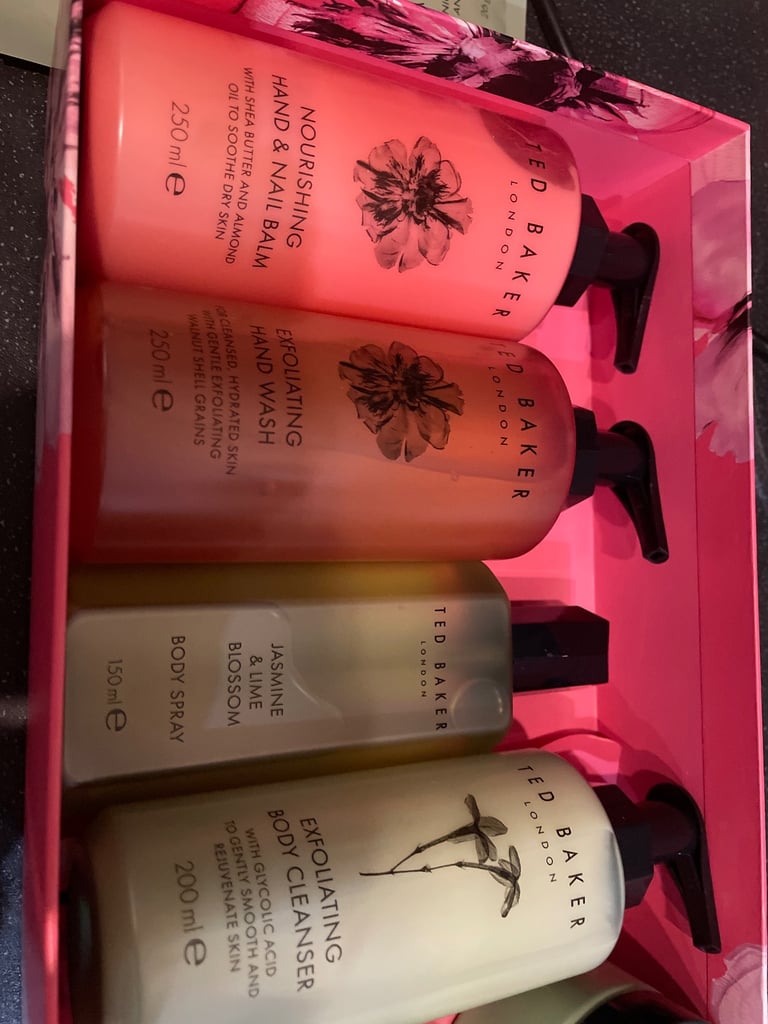 TED BAKER
LONDON
NOURISHING
HAND & NAIL BALM
WITH SHEA BUTTER AND ALMOND
OIL TO SOOTHE DRY SKIN
250 ml e
TED BAKER
LONDON
EXFOLIATING
HAND WASH
FOR CLEANSED, HYDRATED SKIN
WITH GENTLE EXFOLIATING
WALNUT SHELL GRAINS
250 ml e
TED BAKER
LONDON
JASMINE
& LIME
BLOSSOM
BODY SPRAY
150 ml e
TED BAKER
LONDON
EXFOLIATING
BODY CLEANSER
WITH GLYCOLIC ACID
TO GENTLY SMOOTH AND
REJUVENATE SKIN
200 ml e